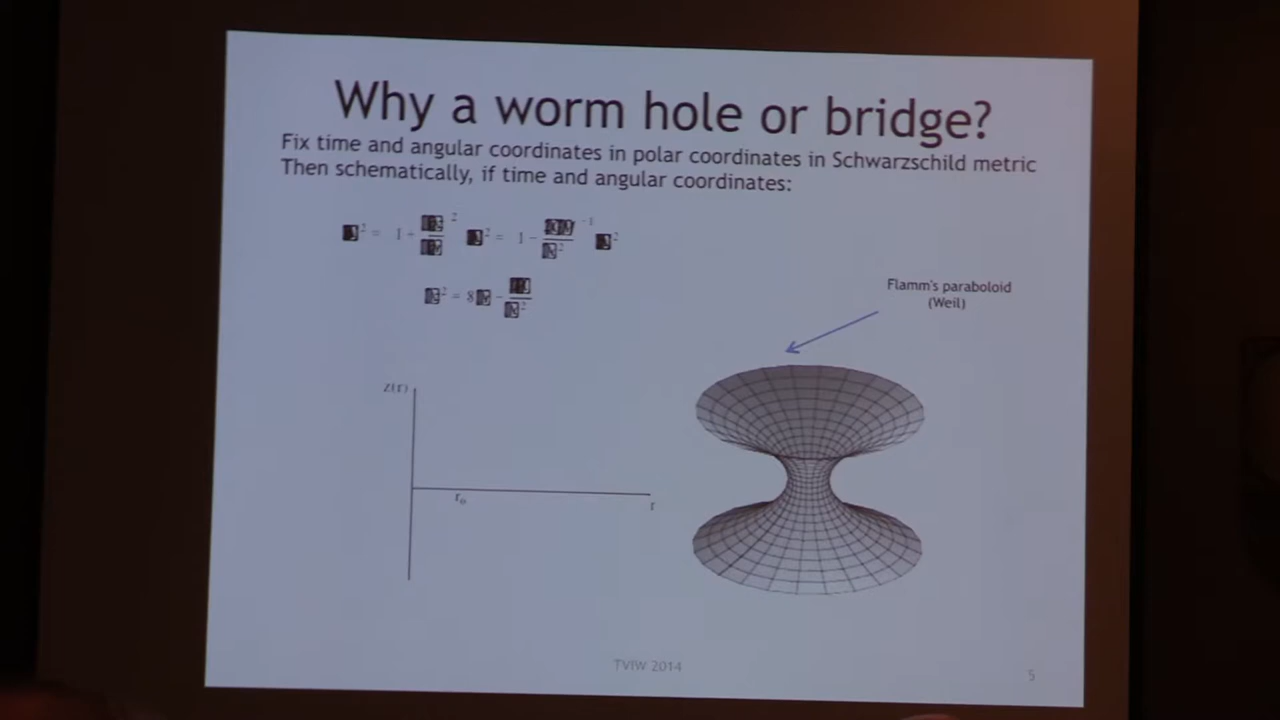 Why a worm hole or bridge?
Fix time and angular coordinates in polar coordinates in Schwarzschild metric
Then schematically, if time and angular coordinates:
Flamm's paraboloid
(Weil)
z(r)
r₀
r
TVIW 2014
5